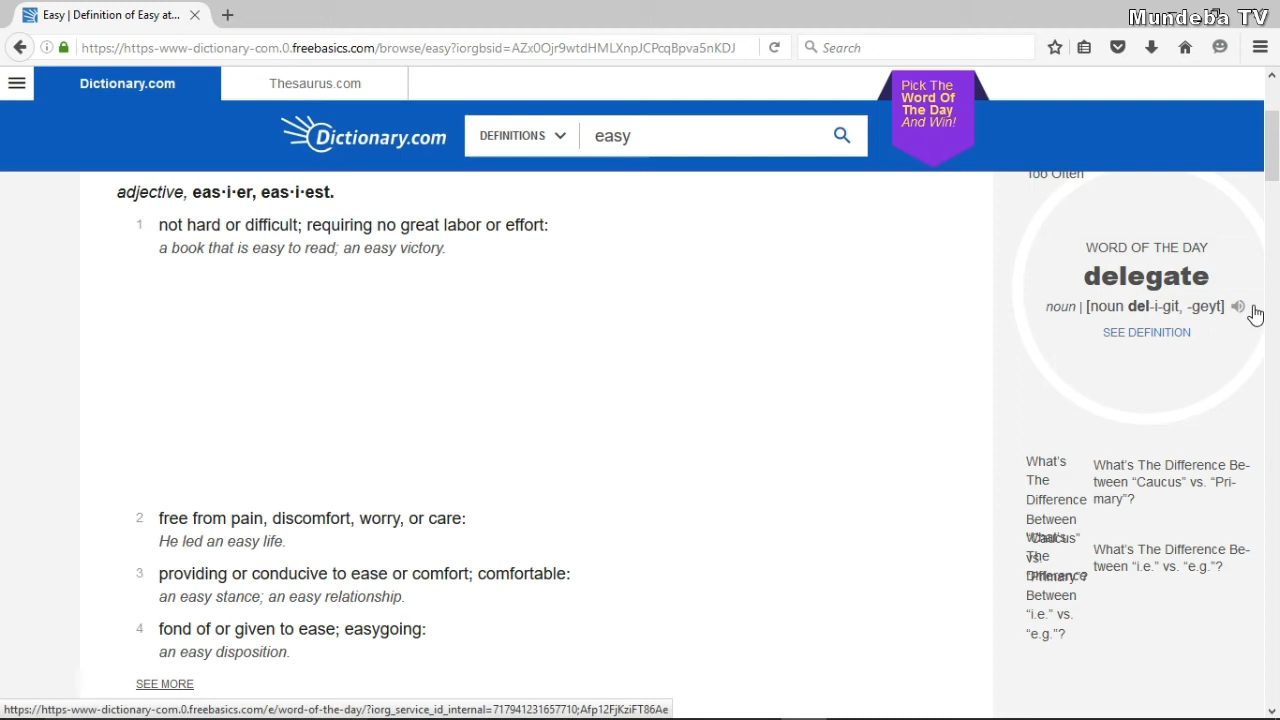 Easy | Definition of Easy at...
Mundeba TV
https://https-www-dictionary-com.0.freebasics.com/browse/easy?iorgbsid=AZx0Ojr9wtdHMLXnpJCPcqBpva5nKDJ
Search
Dictionary.com
Thesaurus.com
Pick The
Word Of
The Day
And Win!
Dictionary.com
DEFINITIONS
easy
adjective, eas·i·er, eas·i·est.
1 not hard or difficult; requiring no great labor or effort:
a book that is easy to read; an easy victory.
2 free from pain, discomfort, worry, or care:
He led an easy life.
3 providing or conducive to ease or comfort; comfortable:
an easy stance; an easy relationship.
4 fond of or given to ease; easygoing:
an easy disposition.
SEE MORE
Too Often
WORD OF THE DAY
delegate
noun | [noun del-i-git, -geyt]
SEE DEFINITION
What's
The
Difference
Between
"Caucus"
vs.
"Primary"?
What's The Difference Be-
tween “Caucus” vs. “Pri-
mary”?
What's
The
Difference
Between
“i.e.” vs.
“e.g.”?
What's The Difference Be-
tween “i.e.” vs. “e.g.”?
https://https-www-dictionary-com.0.freebasics.com/e/word-of-the-day/?iorg_service_id_internal=717941231657710;Afp12FjKziFT86Ae